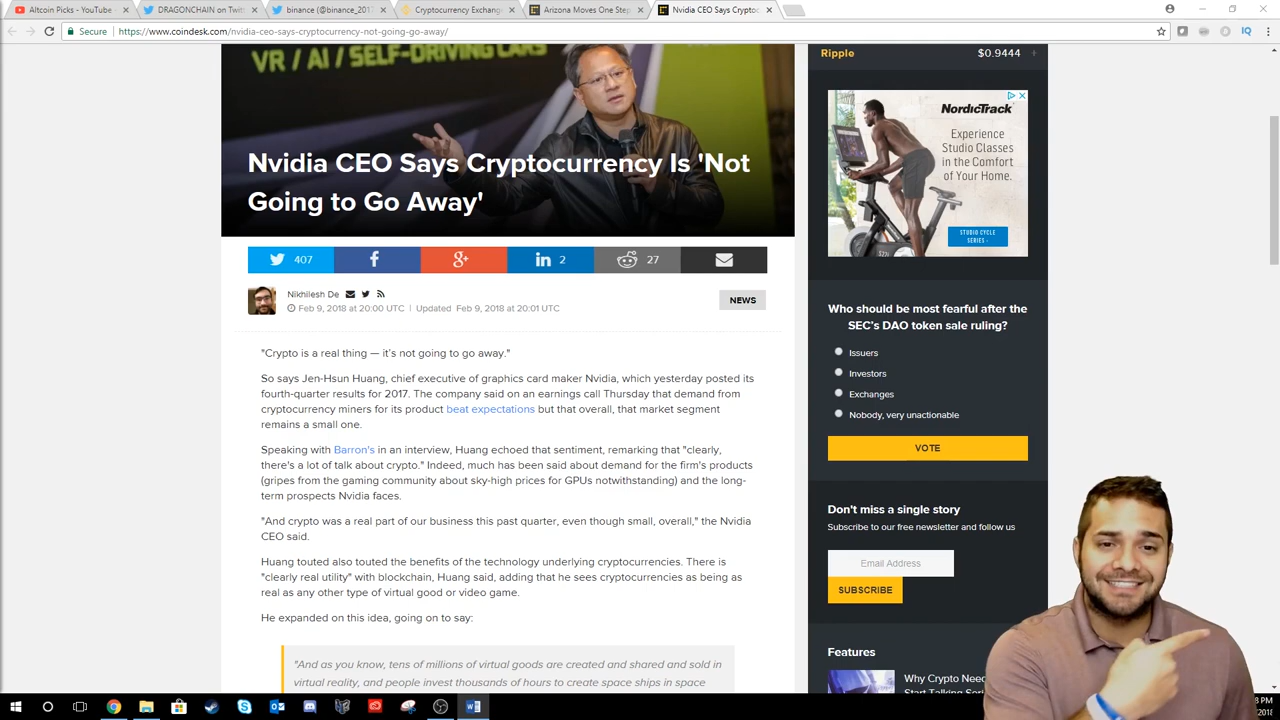 Altcoin Picks - YouTube -
DRAGONCHAIN on Twitt
binance (@binance_2017
Cryptocurrency Exchang
Arizona Moves One Step
Nvidia CEO Says Cryptoc
Secure
https://www.coindesk.com/nvidia-ceo-says-cryptocurrency-not-going-go-away/
VR / AI / SELF-DRIVING CARS
Nvidia CEO Says Cryptocurrency Is 'Not
Going to Go Away'
407
2
27
Nikhilesh De
NEWS
Feb 9, 2018 at 20:00 UTC | Updated Feb 9, 2018 at 20:01 UTC
"Crypto is a real thing — it's not going to go away."
So says Jen-Hsun Huang, chief executive of graphics card maker Nvidia, which yesterday posted its
fourth-quarter results for 2017. The company said on an earnings call Thursday that demand from
cryptocurrency miners for its product beat expectations but that overall, that market segment
remains a small one.
Speaking with Barron's in an interview, Huang echoed that sentiment, remarking that "clearly,
there's a lot of talk about crypto." Indeed, much has been said about demand for the firm's products
(gripes from the gaming community about sky-high prices for GPUs notwithstanding) and the long-
term prospects Nvidia faces.
"And crypto was a real part of our business this past quarter, even though small, overall," the Nvidia
CEO said.
Huang touted also touted the benefits of the technology underlying cryptocurrencies. There is
"clearly real utility" with blockchain, Huang said, adding that he sees cryptocurrencies as being as
real as any other type of virtual good or video game.
He expanded on this idea, going on to say:
"And as you know, tens of millions of virtual goods are created and shared and sold in
virtual reality, and people invest thousands of hours to create space ships in space
Ripple
$0.9444
NordicTrack
Experience
Studio Classes
in the Comfort
of Your Home.
STUDIO CYCLE
SERIES ›
Who should be most fearful after the
SEC's DAO token sale ruling?
Issuers
Investors
Exchanges
Nobody, very unactionable
VOTE
Don't miss a single story
Subscribe to our free newsletter and follow us
Email Address
SUBSCRIBE
Features
Why Crypto Nee
Start Talking
8 PM
2018